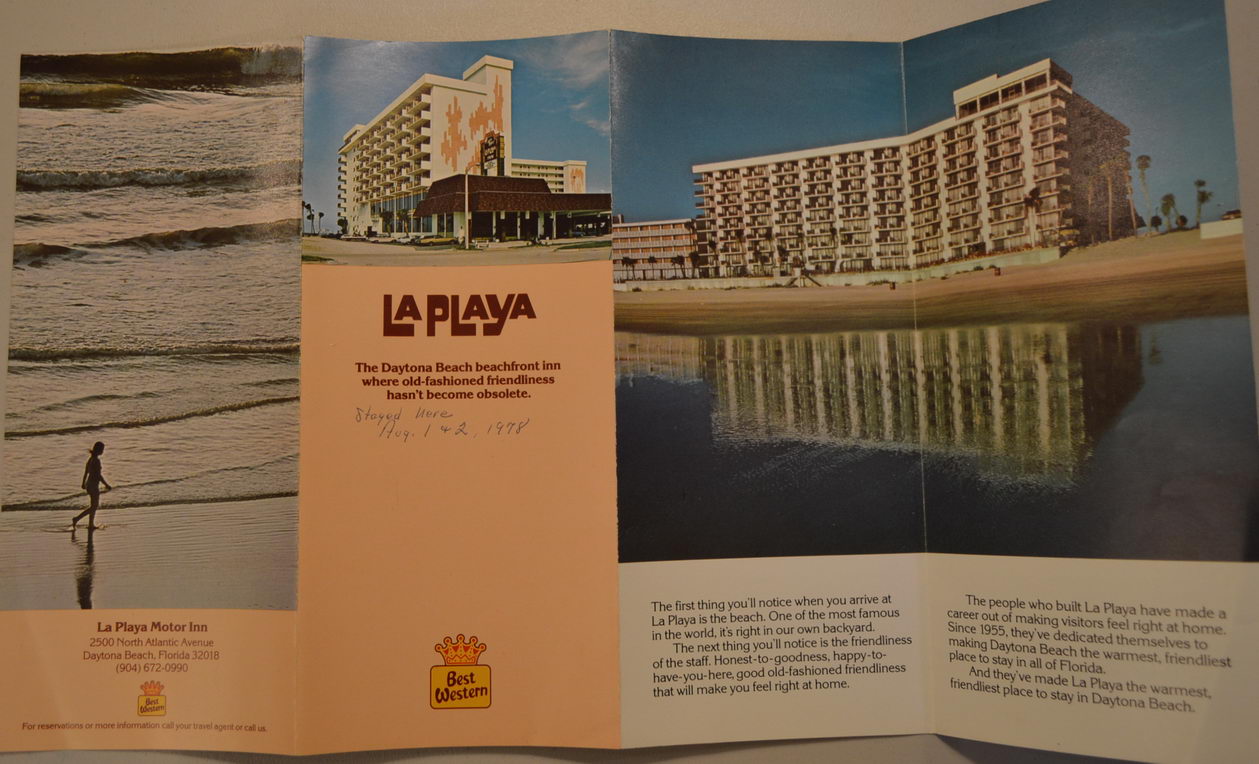 La Playa Motor Inn
2500 North Atlantic Avenue
Daytona Beach, Florida 32018
(904) 672-0990
Best
Western
For reservations or more information call your travel agent or call us.
LA PLAYA
The Daytona Beach beachfront inn
where old-fashioned friendliness
hasn't become obsolete.
Stayed here
Aug. 1 & 2, 1978
Best
Western
The first thing you'll notice when you arrive at
La Playa is the beach. One of the most famous
in the world, it's right in our own backyard.
The next thing you'll notice is the friendliness
of the staff. Honest-to-goodness, happy-to-
have-you-here, good old-fashioned friendliness
that will make you feel right at home.
The people who built La Playa have made a
career out of making visitors feel right at home.
Since 1955, they've dedicated themselves to
making Daytona Beach the warmest, friendliest
place to stay in all of Florida.
And they've made La Playa the warmest,
friendliest place to stay in Daytona Beach.